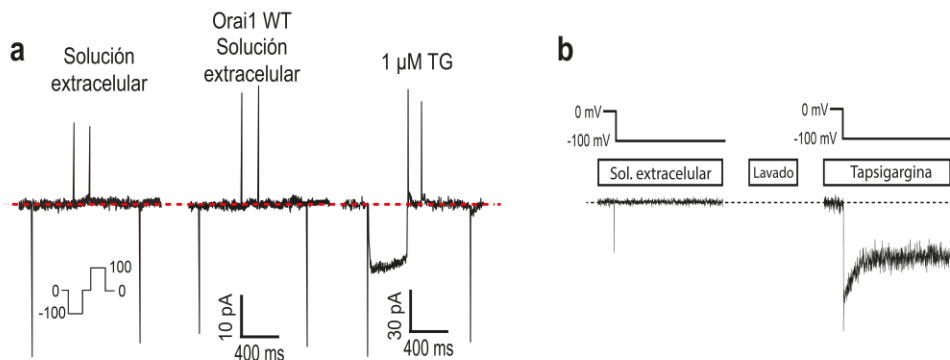 a
Solución
extracelular
Orai1 WT
Solución
extracelular
1 µM TG
100
0
0
-100
10 pA
400 ms
30 pA
400 ms
b
0 mV
-100 mV
0 mV
-100 mV
Sol. extracelular
Lavado
Tapsigargina